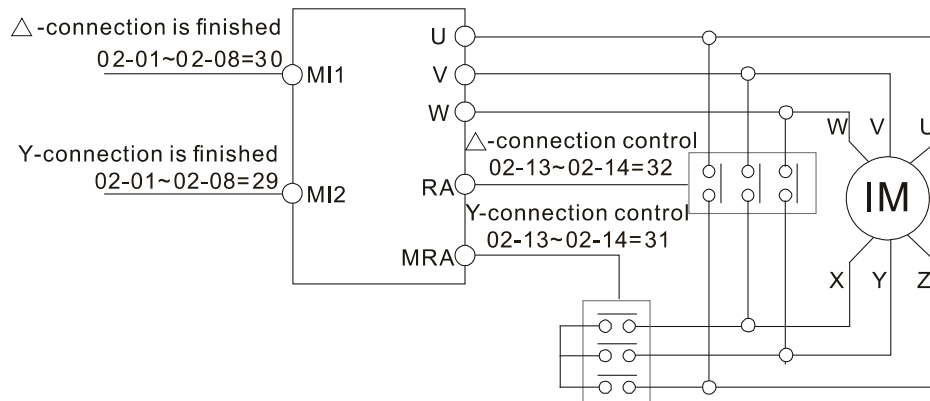 △-connection is finished
02-01~02-08=30
MI1
Y-connection is finished
02-01~02-08=29
MI2
U
V
W
△-connection control
02-13~02-14=32
RA
Y-connection control
02-13~02-14=31
MRA
W V U
IM
X Y Z